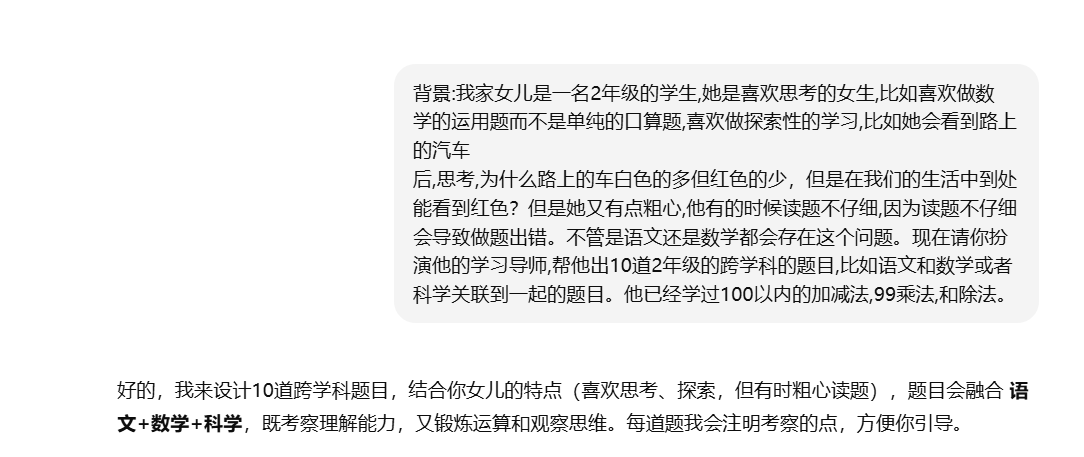 背景:我家女儿是一名2年级的学生,她是喜欢思考的女生,比如喜欢做数
学的运用题而不是单纯的口算题,喜欢做探索性的学习,比如她会看到路上
的汽车
后,思考,为什么路上的车白色的多但红色的少，但是在我们的生活中到处
能看到红色？但是她又有点粗心,他有的时候读题不仔细,因为读题不仔细
会导致做题出错。不管是语文还是数学都会存在这个问题。现在请你扮
演他的学习导师,帮他出10道2年级的跨学科的题目,比如语文和数学或者
科学关联到一起的题目。他已经学过100以内的加减法,99乘法,和除法。
好的，我来设计10道跨学科题目，结合你女儿的特点（喜欢思考、探索，但有时粗心读题），题目会融合 语
文+数学+科学，既考察理解能力，又锻炼运算和观察思维。每道题我会注明考察的点，方便你引导。